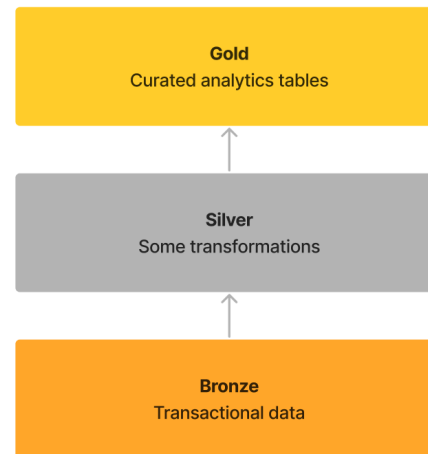 Gold
Curated analytics tables
Silver
Some transformations
Bronze
Transactional data